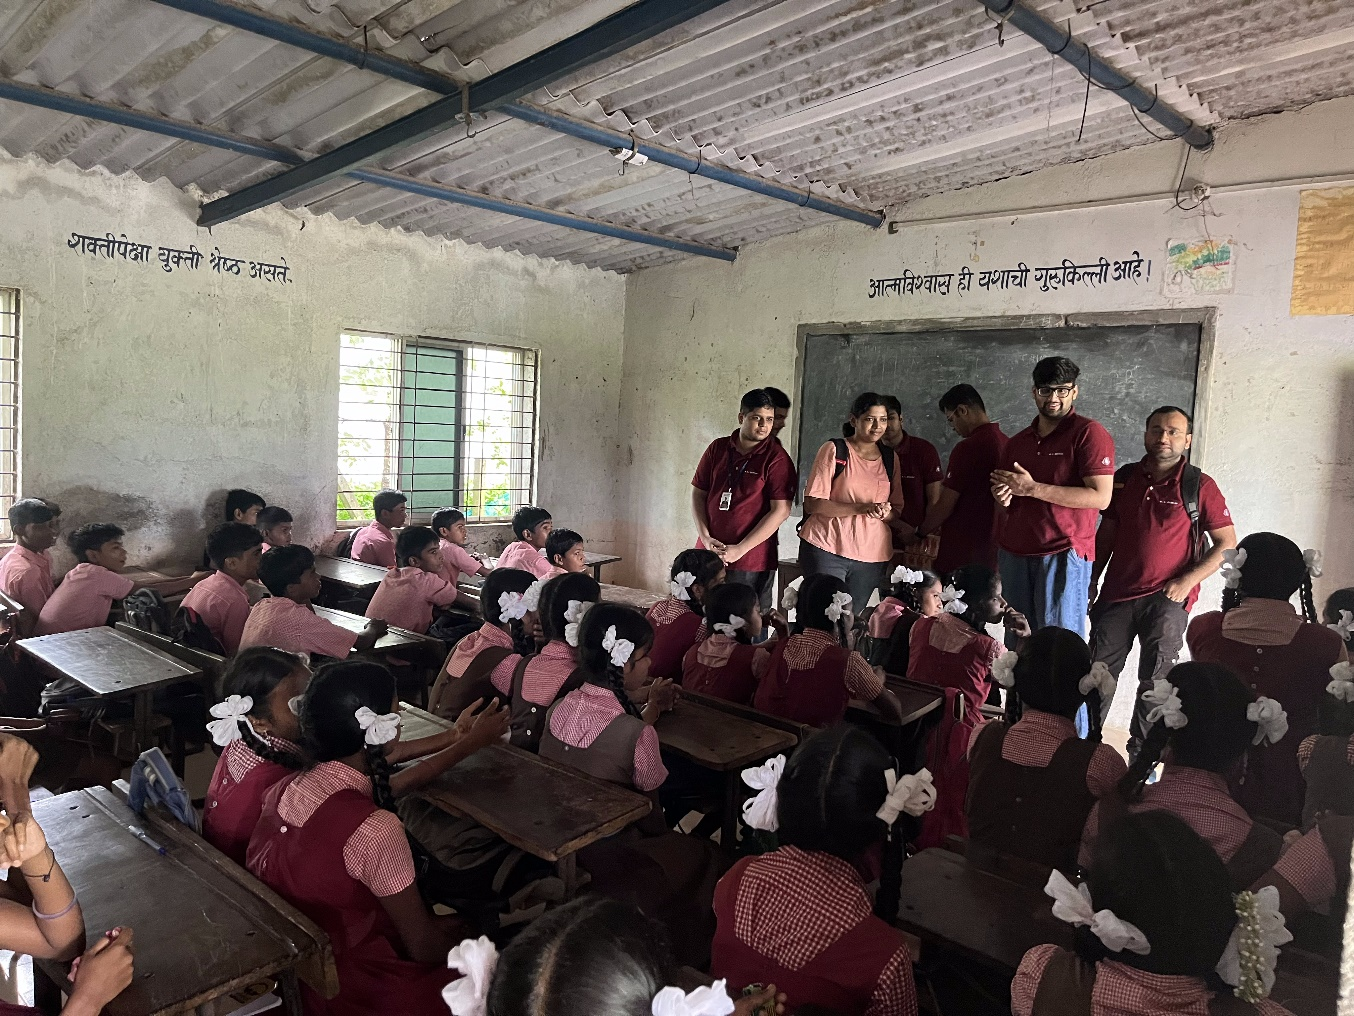 शक्तीपेक्षा युक्ती श्रेष्ठ असते.
आत्मविश्वास ही यशाची गुरूकिल्ली आहे!